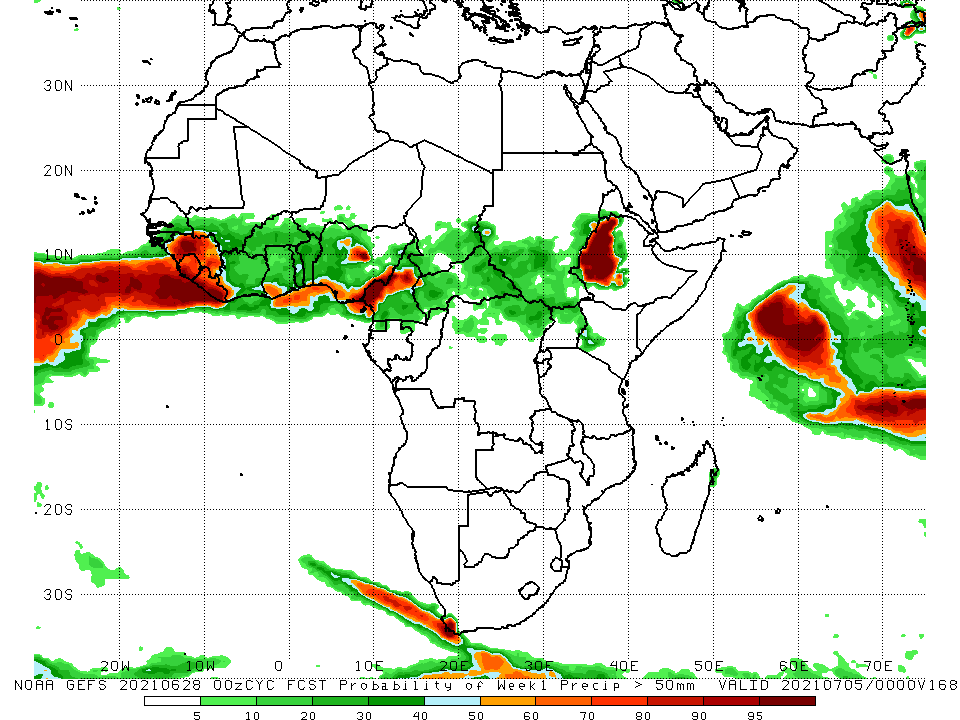 30N
20N
10N
0
10S
20S
30S
20W 10W 0 10E 20E 30E 40E 50E 60E 70E
NOAA GEFS 20210628 00zCYC FCST Probability of Week1 Precip > 50mm VALID 20210705/0000V168
5 10 20 30 40 50 60 70 80 90 95